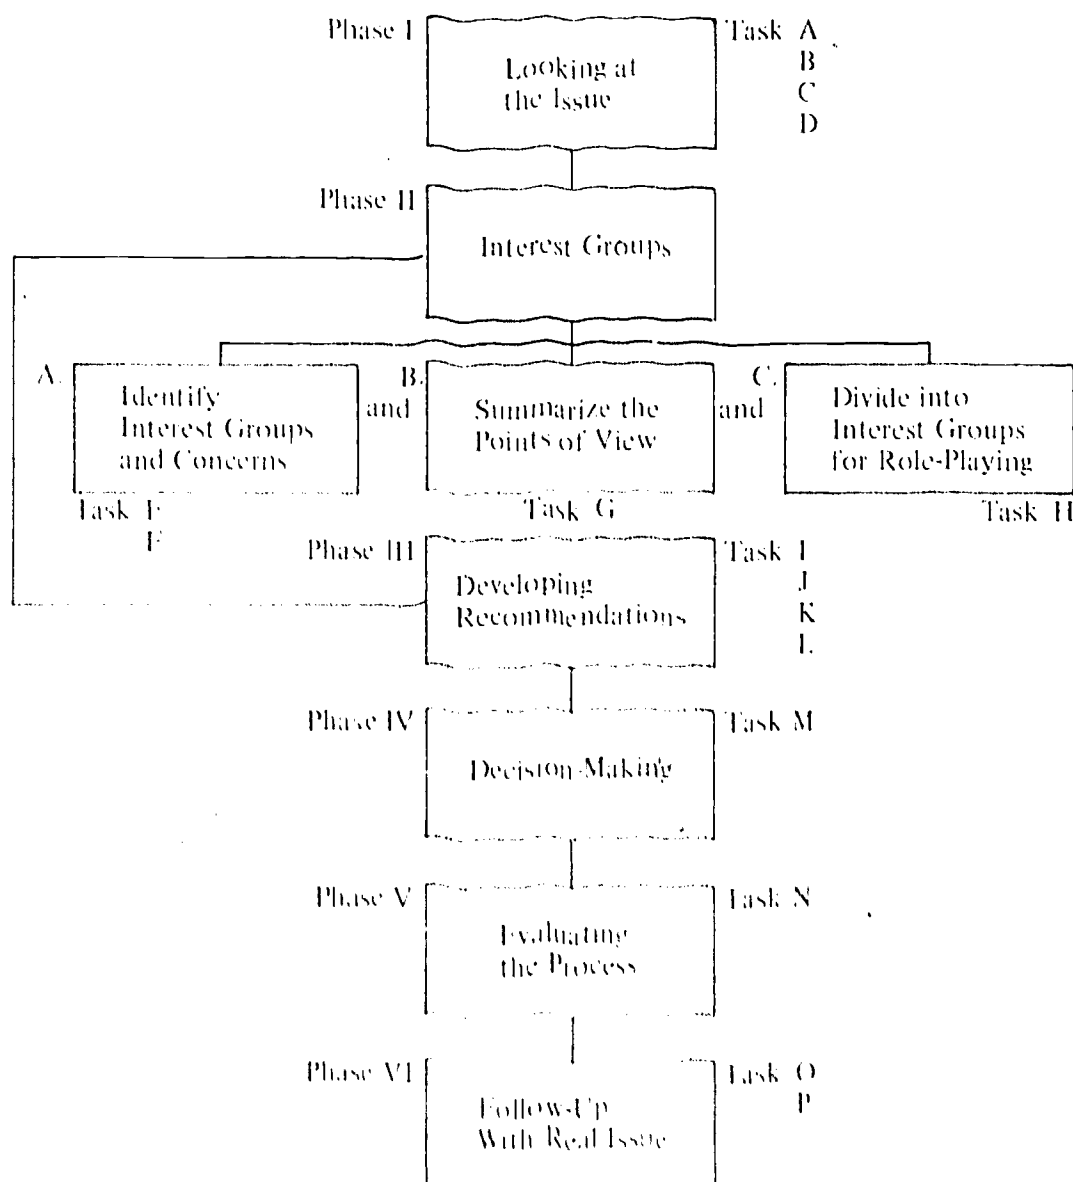 Phase I
Looking at
the Issue
Task A
B
C
D
Phase II
Interest Groups
A.
Identify
Interest Groups
and Concerns
Task E
F
and
B.
Summarize the
Points of View
Task G
and
C.
Divide into
Interest Groups
for Role-Playing
Task H
Phase III
Developing
Recommendations
Task I
J
K
L
Phase IV
Decision-Making
Task M
Phase V
Evaluating
the Process
Task N
Phase VI
Follow-Up
With Real Issue
Task O
P